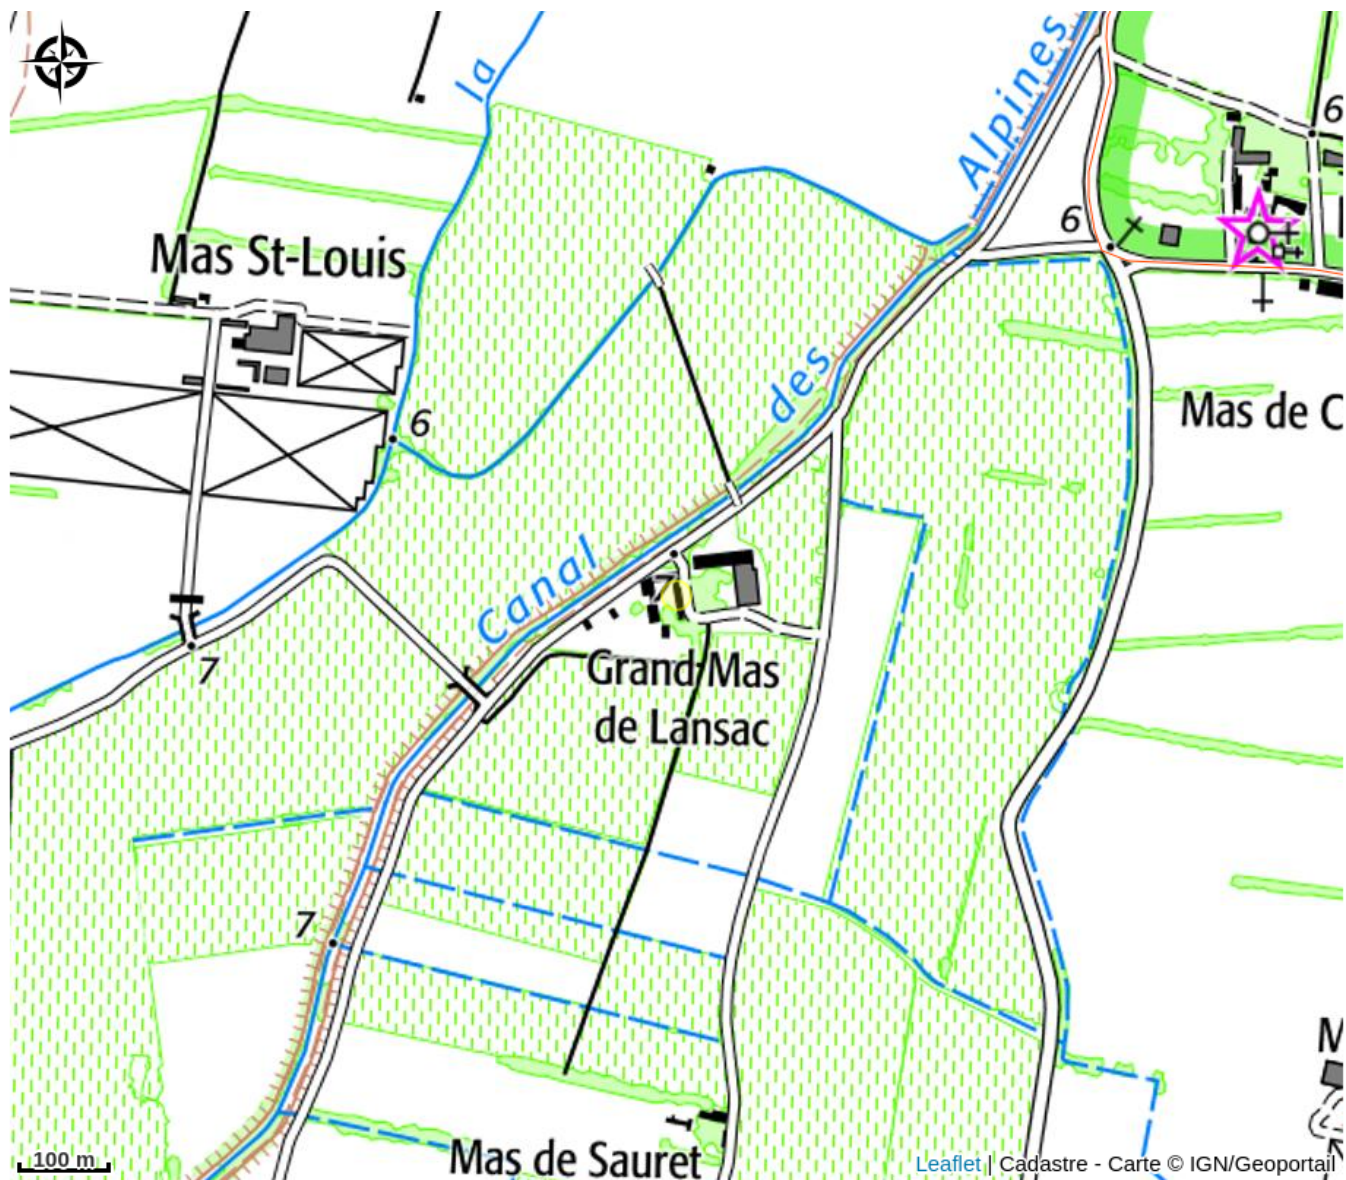 la
Alpines
6
6
Mas St-Louis
des
Mas de C
6
Canal
7
Grand Mas
de Lansac
7
7
M
Mas de Sauret
100 m
Leaflet | Cadastre - Carte © IGN/Geoportail